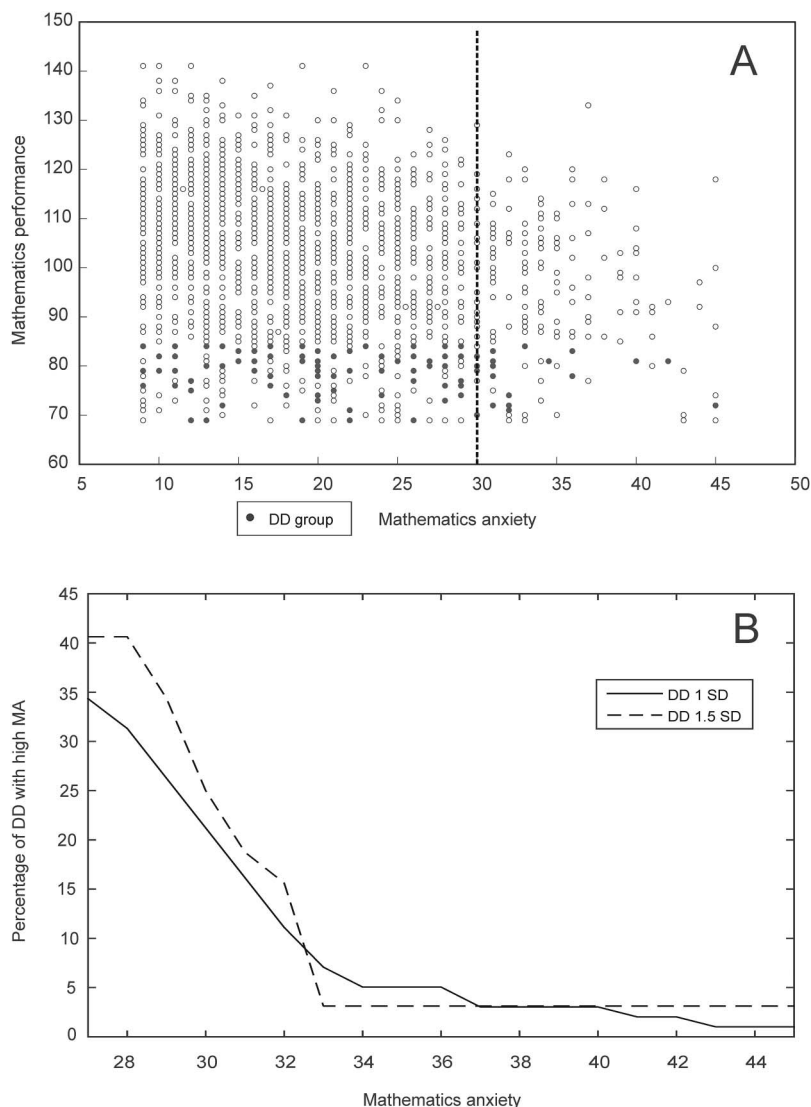 A
150
140
130
120
110
100
90
80
70
60
Mathematics performance
5 10 15 20 25 30 35 40 45 50
DD group
Mathematics anxiety
B
45
40
35
30
25
20
15
10
5
0
Percentage of DD with high MA
DD 1 SD
DD 1.5 SD
28 30 32 34 36 38 40 42 44
Mathematics anxiety